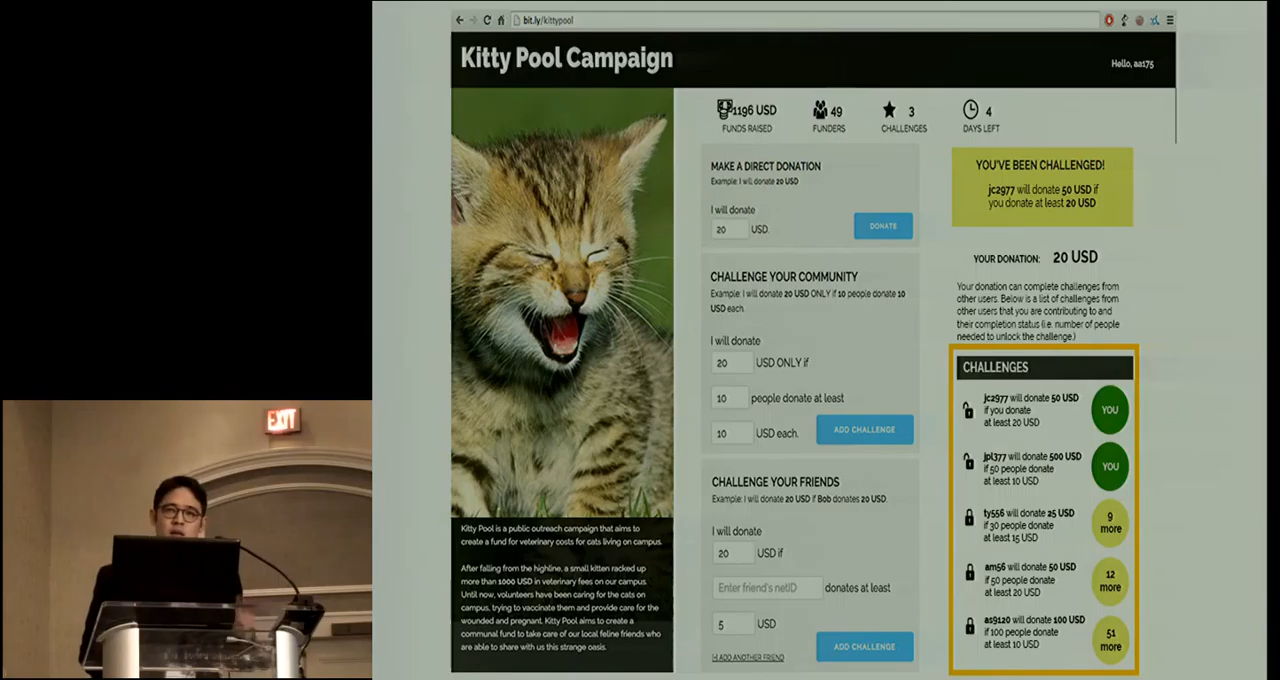 bit.ly/kittypool
Kitty Pool Campaign
Hello, aa175
1196 USD
FUNDS RAISED
49
FUNDERS
3
CHALLENGES
4
DAYS LEFT
MAKE A DIRECT DONATION
Example: I will donate 20 USD
I will donate
20 USD.
DONATE
CHALLENGE YOUR COMMUNITY
Example: I will donate 20 USD ONLY if 10 people donate 10
USD each.
I will donate
20 USD ONLY if
10 people donate at least
10 USD each.
ADD CHALLENGE
CHALLENGE YOUR FRIENDS
Example: I will donate 20 USD if Bob donates 20 USD.
I will donate
20 USD if
Enter friend's netID donates at least
5 USD
[+] ADD ANOTHER FRIEND
ADD CHALLENGE
YOU'VE BEEN CHALLENGED!
jc2977 will donate 50 USD if
you donate at least 20 USD
YOUR DONATION: 20 USD
Your donation can complete challenges from
other users. Below is a list of challenges from
other users that you are contributing to and
their completion status (i.e. number of people
needed to unlock the challenge.)
CHALLENGES
jc2977 will donate 50 USD
if you donate
at least 20 USD
YOU
jpl377 will donate 500 USD
if 50 people donate
at least 10 USD
YOU
ty556 will donate 25 USD
if 30 people donate
at least 15 USD
9
more
am56 will donate 50 USD
if 50 people donate
at least 20 USD
12
more
as9120 will donate 100 USD
if 100 people donate
at least 10 USD
51
more
Kitty Pool is a public outreach campaign that aims to
create a fund for veterinary costs for cats living on campus.
After falling from the highline, a small kitten racked up
more than 1000 USD in veterinary fees on our campus.
Until now, volunteers have been caring for the cats on
campus, trying to vaccinate them and provide care for the
wounded and pregnant. Kitty Pool aims to create a
communal fund to take care of our local feline friends who
are able to share with us this strange oasis.
EXIT